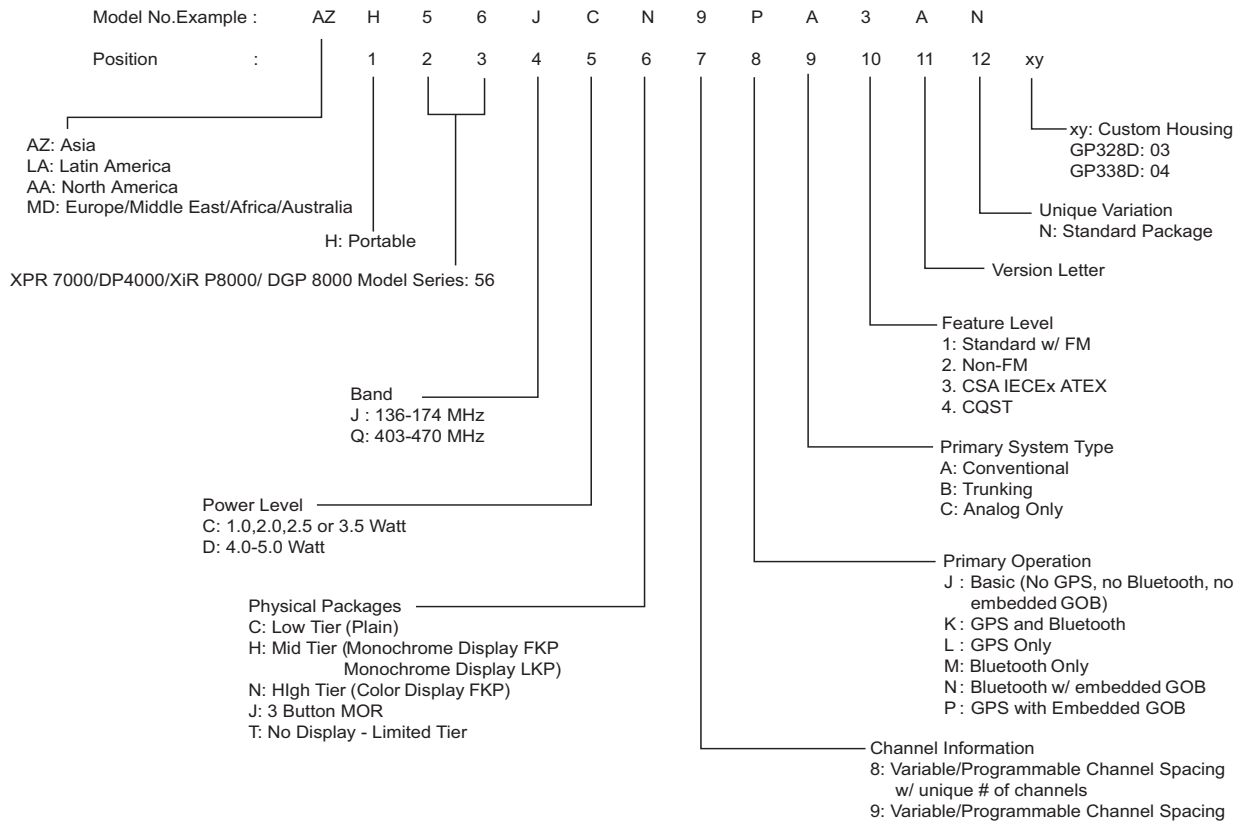 Model No.Example : AZ H 5 6 J C N 9 P A 3 A N
Position : 1 2 3 4 5 6 7 8 9 10 11 12 xy
xy: Custom Housing
GP328D: 03
GP338D: 04
AZ: Asia
LA: Latin America
AA: North America
MD: Europe/Middle East/Africa/Australia
Unique Variation
N: Standard Package
H: Portable
Version Letter
XPR 7000/DP4000/XiR P8000/ DGP 8000 Model Series: 56
Feature Level
1: Standard w/ FM
2. Non-FM
3. CSA IECEx ATEX
4. CQST
Band
J : 136-174 MHz
Q: 403-470 MHz
Primary System Type
A: Conventional
B: Trunking
C: Analog Only
Power Level
C: 1.0,2.0,2.5 or 3.5 Watt
D: 4.0-5.0 Watt
Primary Operation
J : Basic (No GPS, no Bluetooth, no
embedded GOB)
K : GPS and Bluetooth
L : GPS Only
M: Bluetooth Only
N : Bluetooth w/ embedded GOB
P : GPS with Embedded GOB
Physical Packages
C: Low Tier (Plain)
H: Mid Tier (Monochrome Display FKP
Monochrome Display LKP)
N: HIgh Tier (Color Display FKP)
J: 3 Button MOR
T: No Display - Limited Tier
Channel Information
8: Variable/Programmable Channel Spacing
w/ unique # of channels
9: Variable/Programmable Channel Spacing